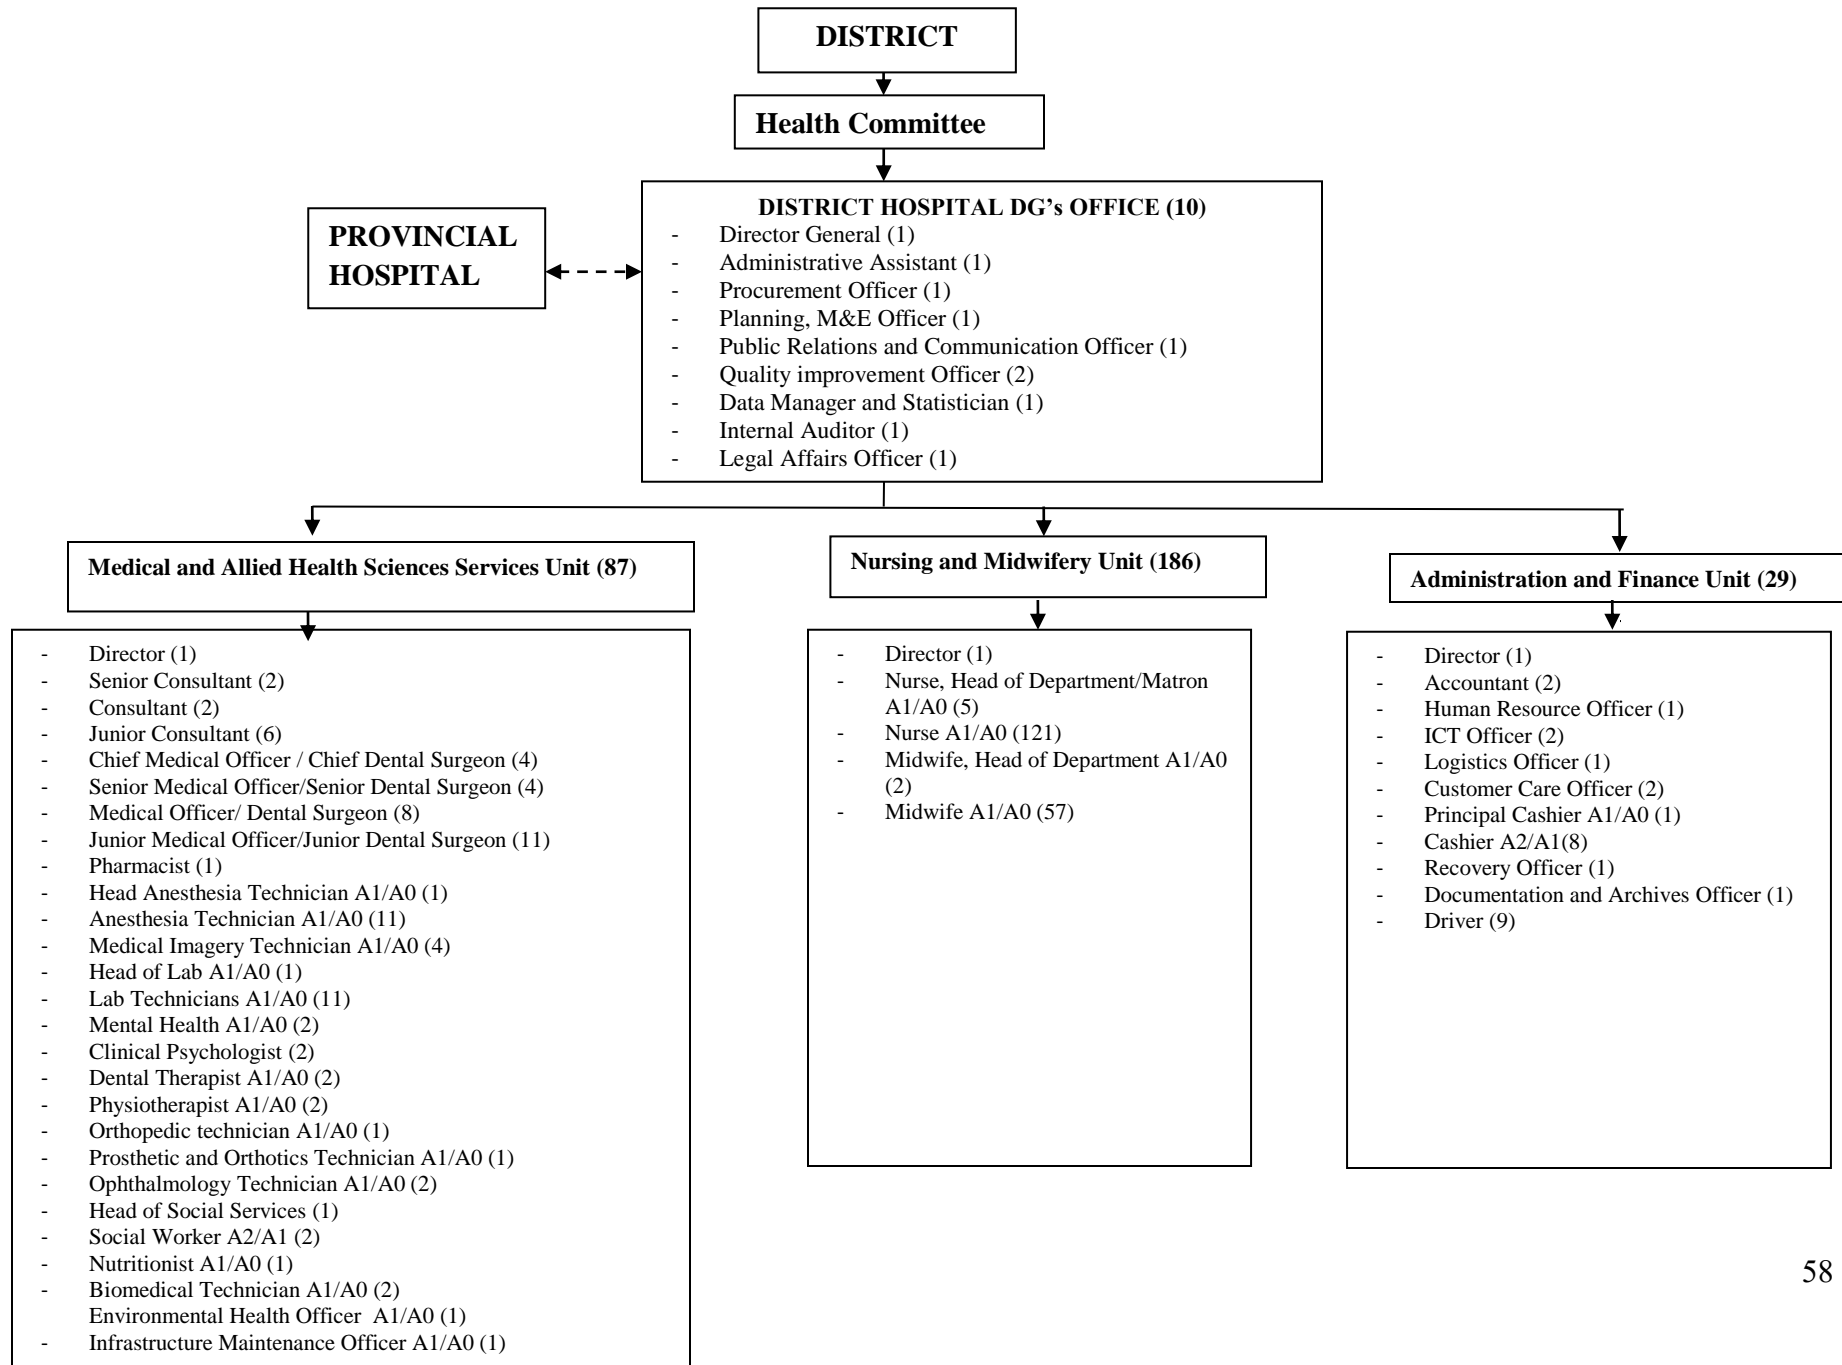 DISTRICT
Health Committee
PROVINCIAL
HOSPITAL
DISTRICT HOSPITAL DG's OFFICE (10)
- Director General (1)
- Administrative Assistant (1)
- Procurement Officer (1)
- Planning, M&E Officer (1)
- Public Relations and Communication Officer (1)
- Quality improvement Officer (2)
- Data Manager and Statistician (1)
- Internal Auditor (1)
- Legal Affairs Officer (1)
Medical and Allied Health Sciences Services Unit (87)
- Director (1)
- Senior Consultant (2)
- Consultant (2)
- Junior Consultant (6)
- Chief Medical Officer / Chief Dental Surgeon (4)
- Senior Medical Officer/Senior Dental Surgeon (4)
- Medical Officer/ Dental Surgeon (8)
- Junior Medical Officer/Junior Dental Surgeon (11)
- Pharmacist (1)
- Head Anesthesia Technician A1/A0 (1)
- Anesthesia Technician A1/A0 (11)
- Medical Imagery Technician A1/A0 (4)
- Head of Lab A1/A0 (1)
- Lab Technicians A1/A0 (11)
- Mental Health A1/A0 (2)
- Clinical Psychologist (2)
- Dental Therapist A1/A0 (2)
- Physiotherapist A1/A0 (2)
- Orthopedic technician A1/A0 (1)
- Prosthetic and Orthotics Technician A1/A0 (1)
- Ophthalmology Technician A1/A0 (2)
- Head of Social Services (1)
- Social Worker A2/A1 (2)
- Nutritionist A1/A0 (1)
- Biomedical Technician A1/A0 (2)
Environmental Health Officer A1/A0 (1)
- Infrastructure Maintenance Officer A1/A0 (1)
Nursing and Midwifery Unit (186)
- Director (1)
- Nurse, Head of Department/Matron
A1/A0 (5)
- Nurse A1/A0 (121)
- Midwife, Head of Department A1/A0
(2)
- Midwife A1/A0 (57)
Administration and Finance Unit (29)
- Director (1)
- Accountant (2)
- Human Resource Officer (1)
- ICT Officer (2)
- Logistics Officer (1)
- Customer Care Officer (2)
- Principal Cashier A1/A0 (1)
- Cashier A2/A1(8)
- Recovery Officer (1)
- Documentation and Archives Officer (1)
- Driver (9)
58